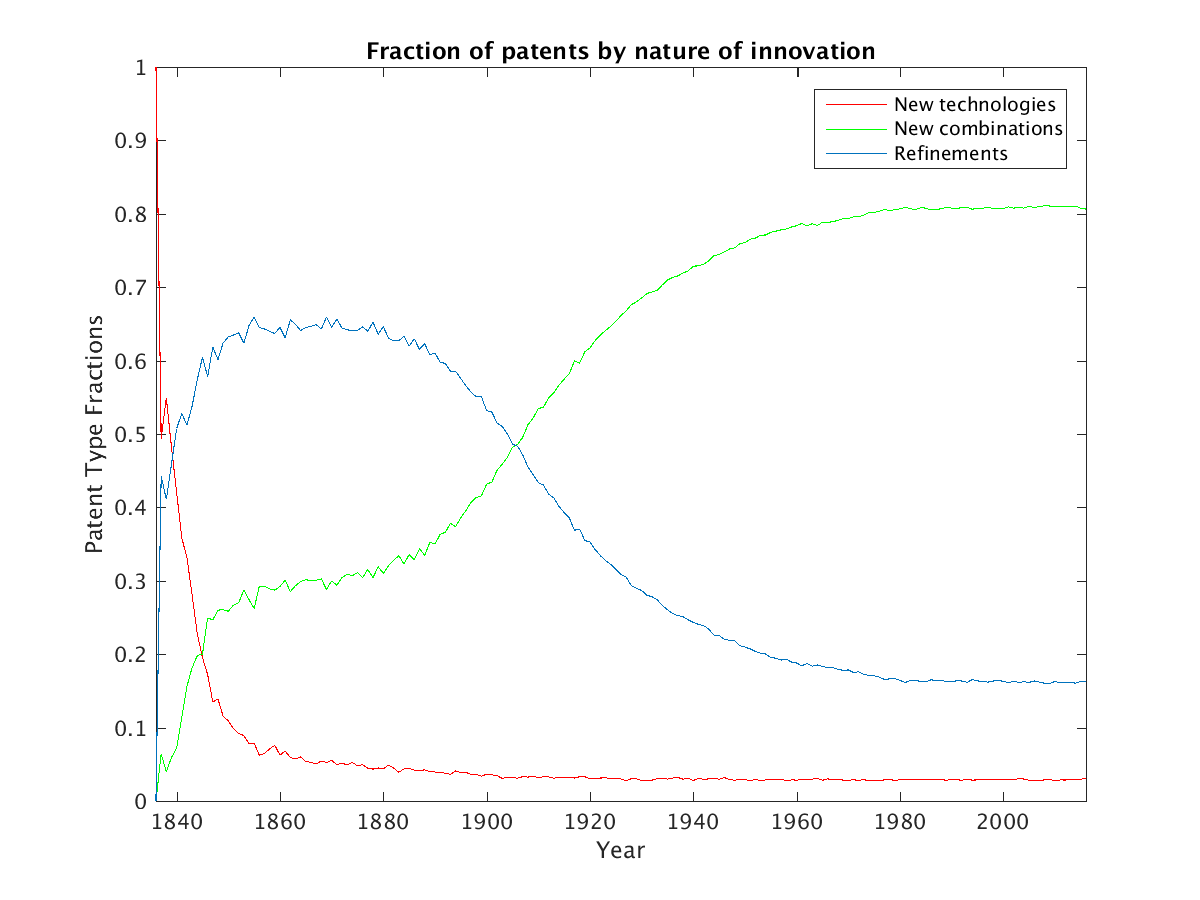 Fraction of patents by nature of innovation
1
0.9
0.8
0.7
0.6
0.5
0.4
0.3
0.2
0.1
0
Patent Type Fractions
New technologies
New combinations
Refinements
1840 1860 1880 1900 1920 1940 1960 1980 2000
Year